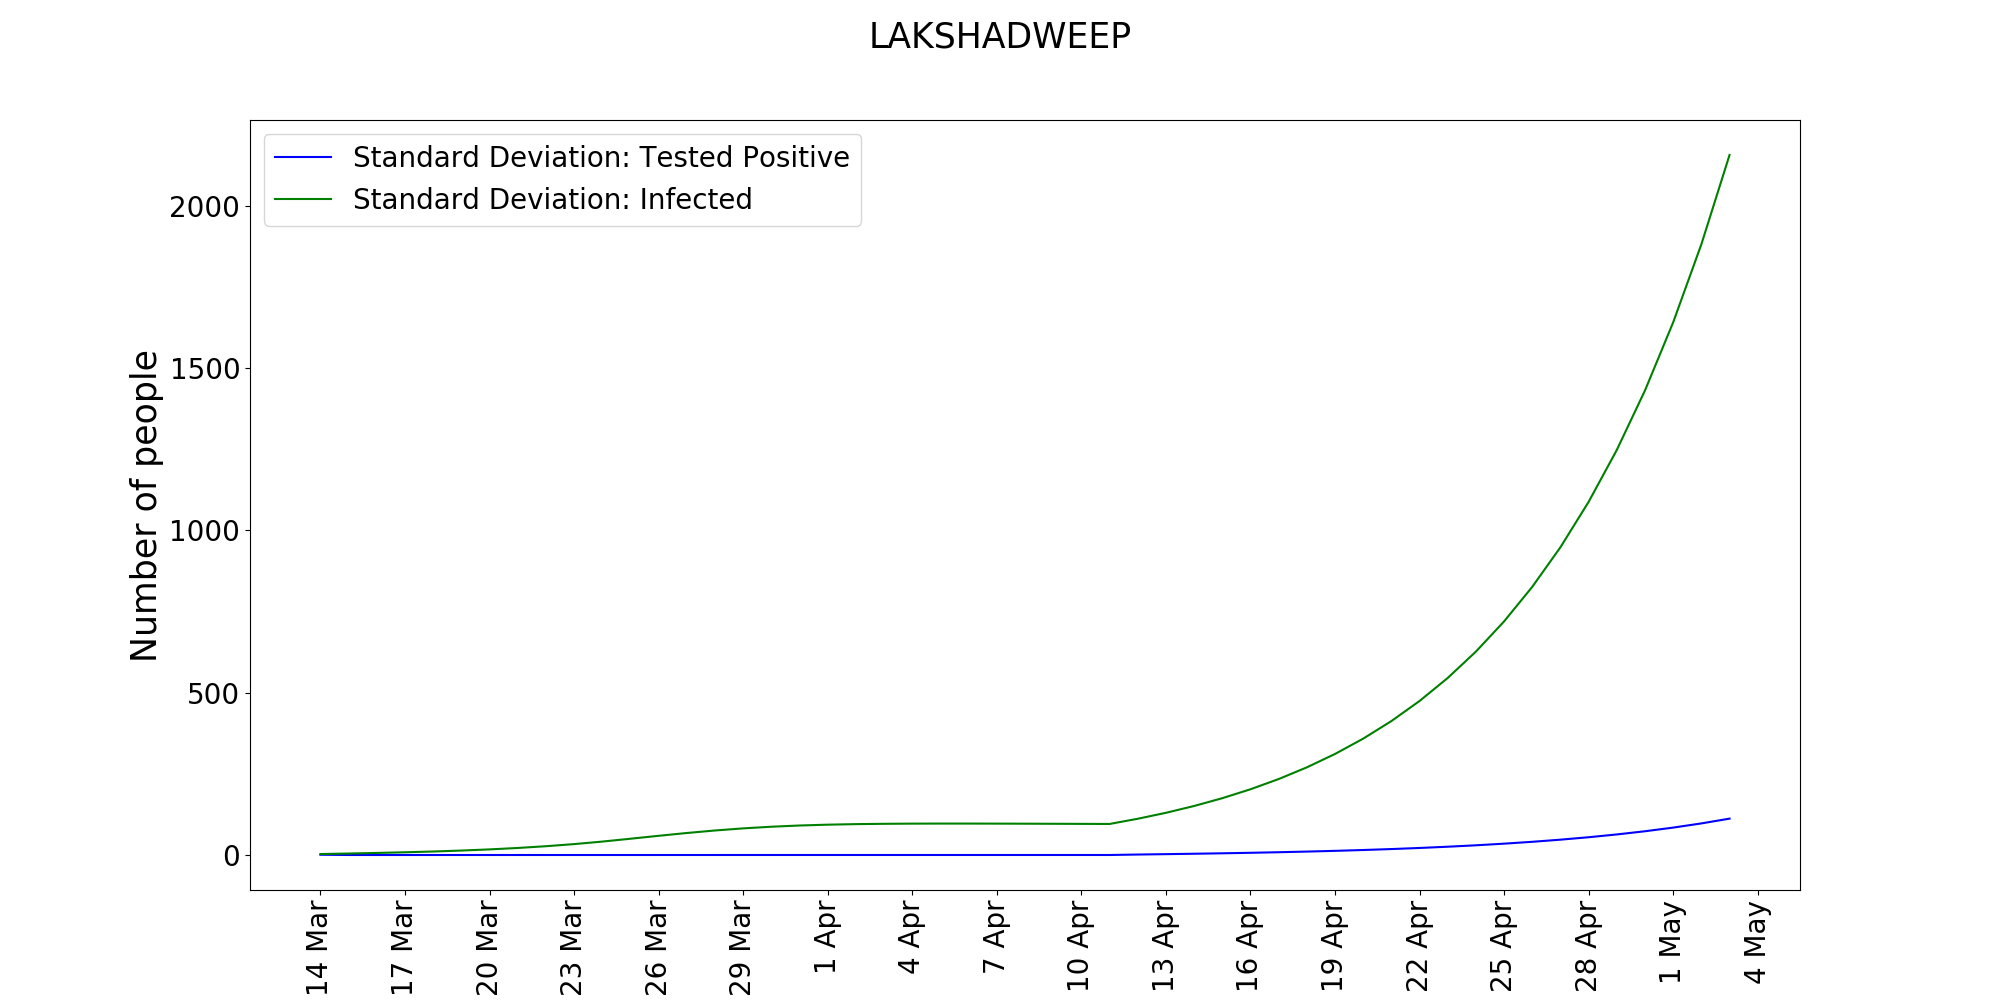 LAKSHADWEEP
Standard Deviation: Tested Positive
Standard Deviation: Infected
Number of people
2000
1500
1000
500
0
14 Mar
17 Mar
20 Mar
23 Mar
26 Mar
29 Mar
1 Apr
4 Apr
7 Apr
10 Apr
13 Apr
16 Apr
19 Apr
22 Apr
25 Apr
28 Apr
1 May
4 May